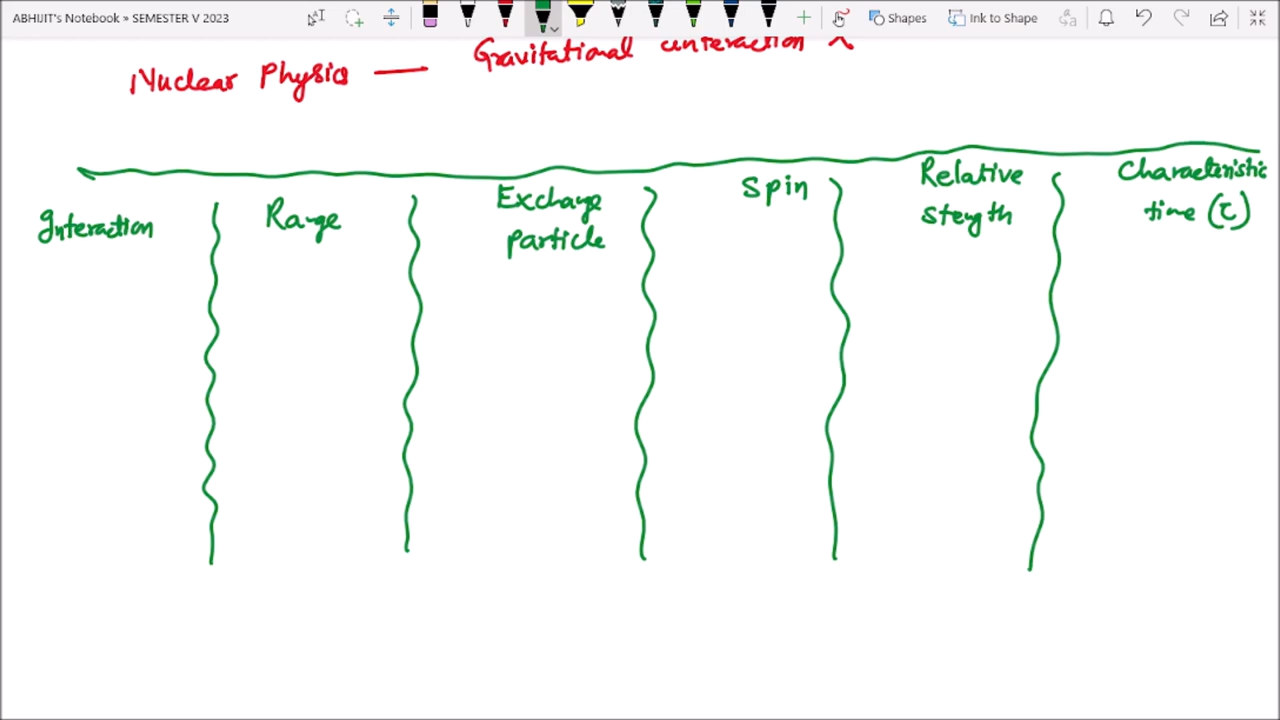 ABHIJIT's Notebook » SEMESTER V 2023
Shapes
Ink to Shape
Gravitational interaction x
Nuclear Physics —
Interaction
Range
Exchange
particle
Spin
Relative
Stength
Characteristic
time (τ)